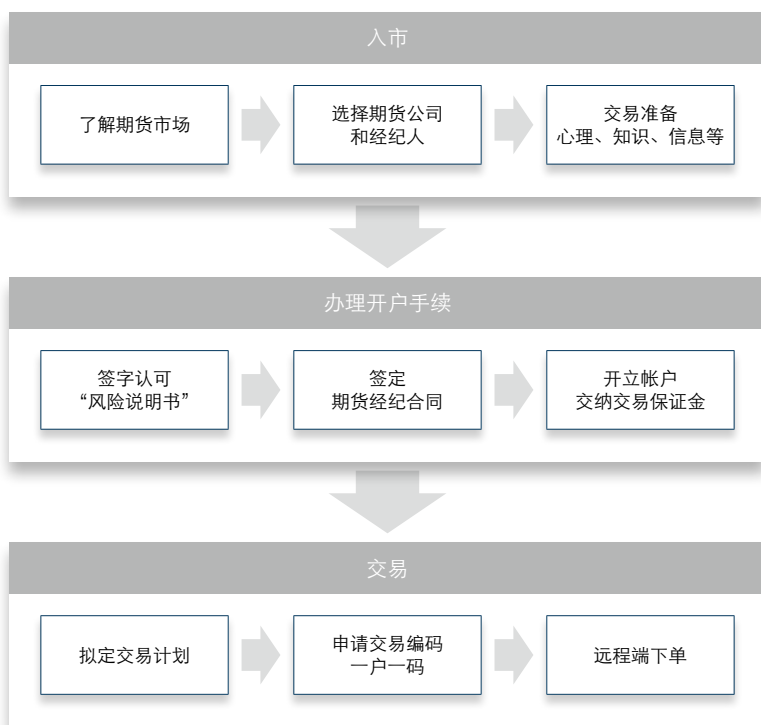 入市
了解期货市场
选择期货公司
和经纪人
交易准备
心理、知识、信息等
办理开户手续
签字认可
“风险说明书”
签定
期货经纪合同
开立帐户
交纳交易保证金
交易
拟定交易计划
申请交易编码
一户一码
远程端下单